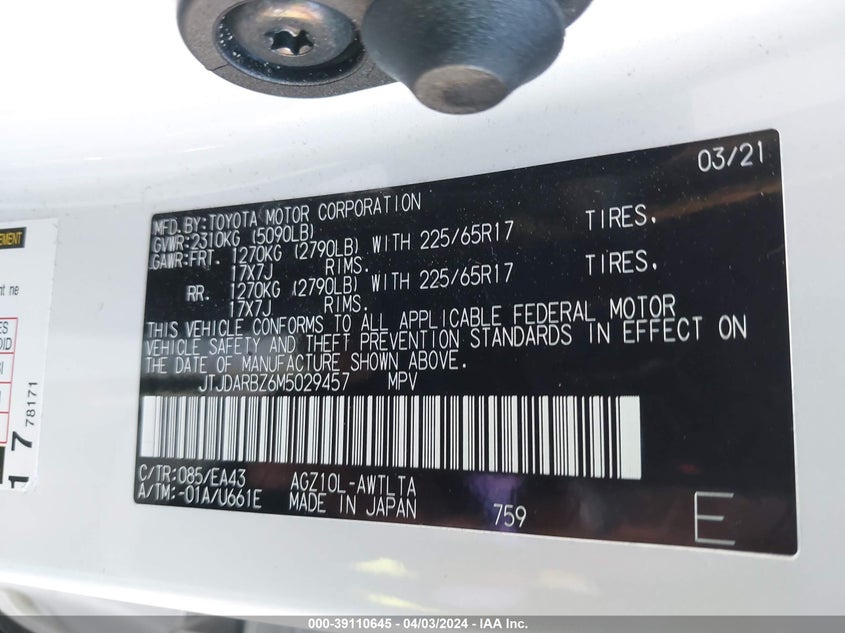 03/21
MFD.BY:TOYOTA MOTOR CORPORATION
GVWR:2310KG (5090LB)
GAWR:FRT. 1270KG (2790LB) WITH 225/65R17 TIRES,
17X7J RIMS.
RR. 1270KG (2790LB) WITH 225/65R17 TIRES,
17X7J RIMS.
THIS VEHICLE CONFORMS TO ALL APPLICABLE FEDERAL MOTOR
VEHICLE SAFETY AND THEFT PREVENTION STANDARDS IN EFFECT ON
THE DATE OF MANUFACTURE SHOWN ABOVE.
JTJDARBZ6M5029457 MPV
C/TR:085/EA43 AGZ10L-AWTLTA
A/TM:-01A/U661E MADE IN JAPAN 759 E
78171
000-39110645 - 04/03/2024 - IAA Inc.